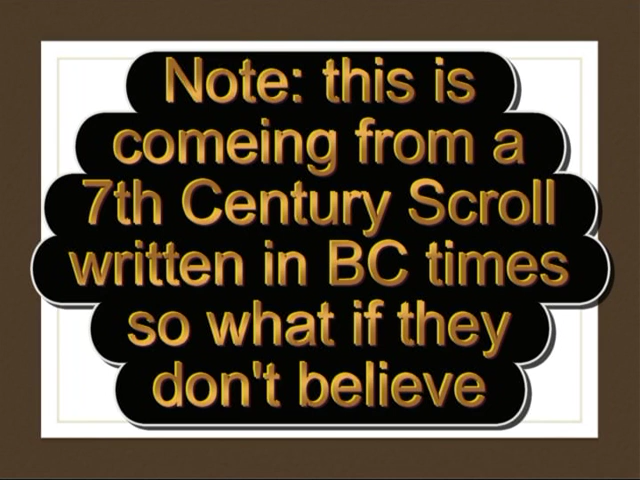 Note: this is
comeing from a
7th Century Scroll
written in BC times
so what if they
don't believe